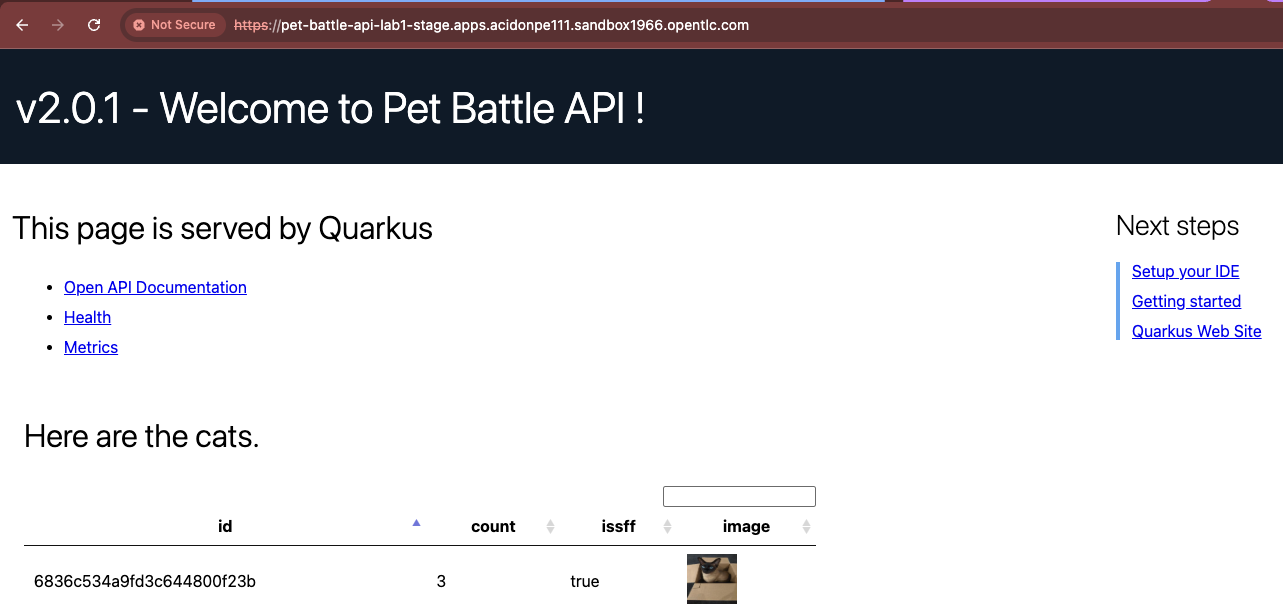 Not Secure https://pet-battle-api-lab1-stage.apps.acidonpe111.sandbox1966.opentlc.com
v2.0.1 - Welcome to Pet Battle API !
This page is served by Quarkus
Open API Documentation
Health
Metrics
Next steps
Setup your IDE
Getting started
Quarkus Web Site
Here are the cats.
id count issff image
6836c534a9fd3c644800f23b 3 true